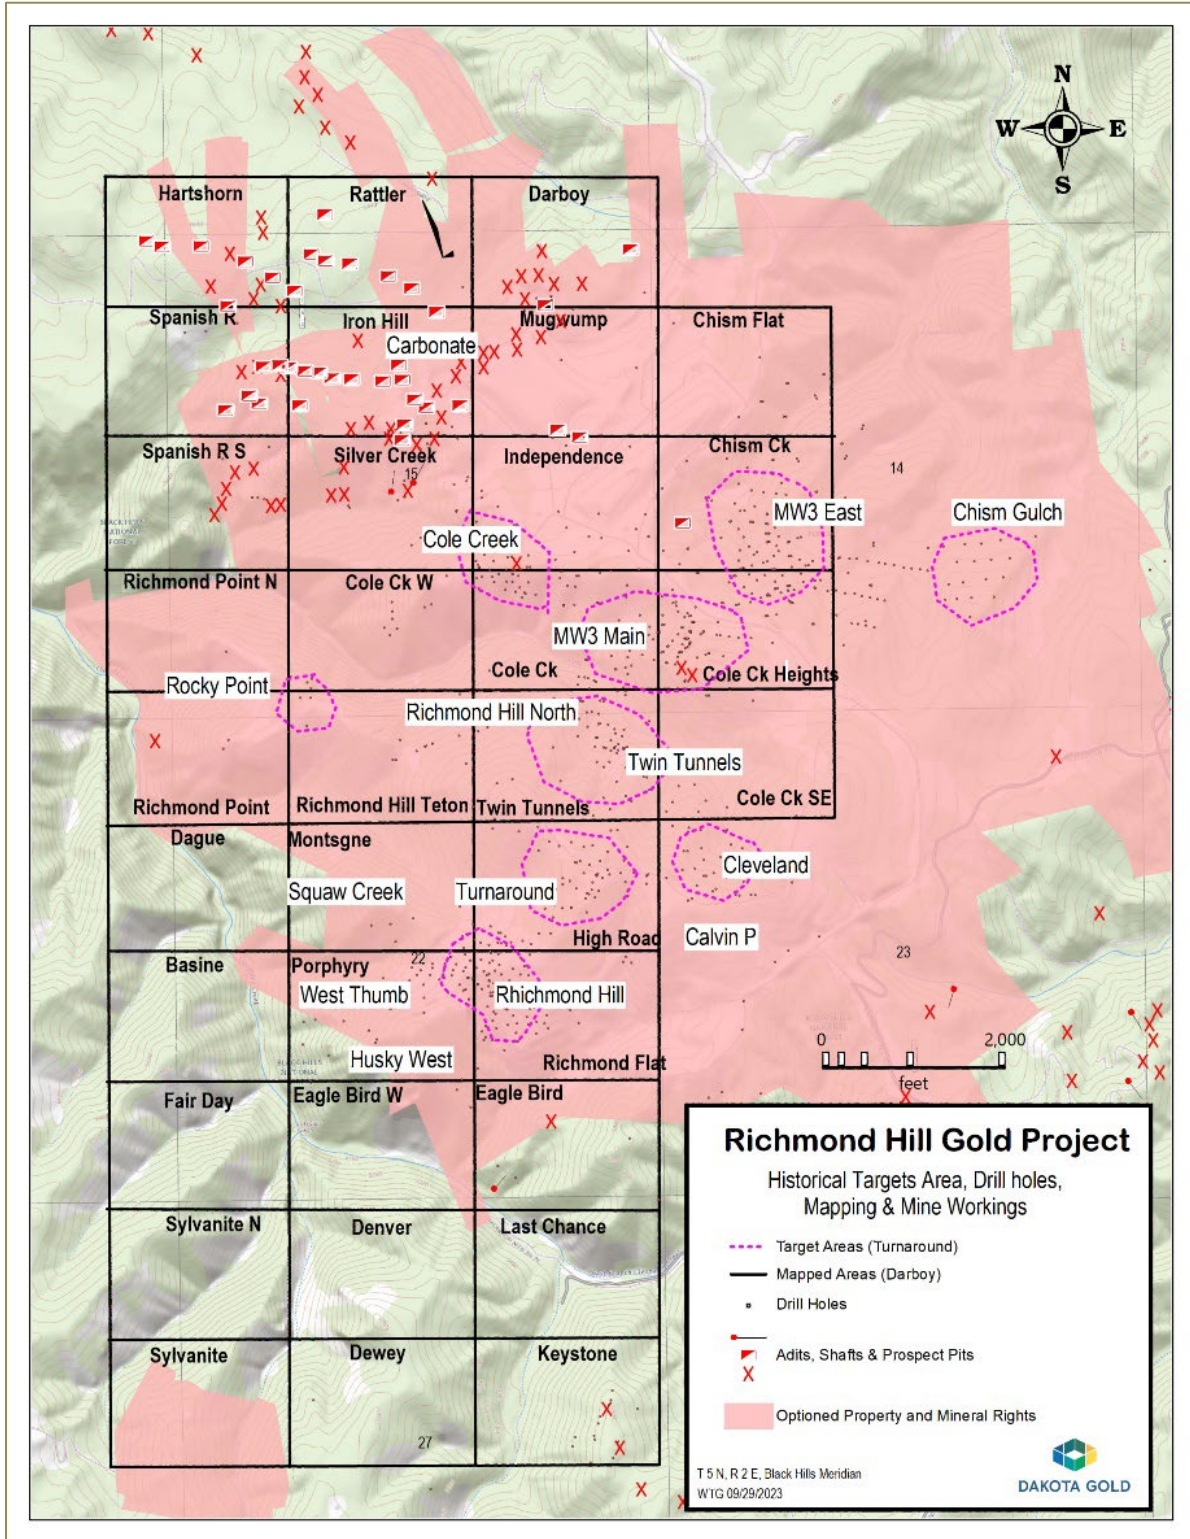 N
W E
S
Hartshorn
Rattler
Darboy
Spanish R
Iron Hill
Mugwump
Chism Flat
Carbonate
Spanish R S
Silver Creek
Independence
Chism Ck
15
14
MW3 East
Chism Gulch
Cole Creek
Richmond Point N
Cole Ck W
MW3 Main
Cole Ck
Cole Ck Heights
Rocky Point
Richmond Hill North
Twin Tunnels
Richmond Point
Richmond Hill Teton
Twin Tunnels
Cole Ck SE
Dague
Montsgne
Squaw Creek
Turnaround
Cleveland
High Road
Calvin P
Basine
Porphyry
22
23
West Thumb
Rhichmond Hill
Husky West
Richmond Flat
0 2,000
feet
Fair Day
Eagle Bird W
Eagle Bird
Sylvanite N
Denver
Last Chance
Sylvanite
Dewey
Keystone
27
Richmond Hill Gold Project
Historical Targets Area, Drill holes,
Mapping & Mine Workings
Target Areas (Turnaround)
Mapped Areas (Darboy)
Drill Holes
Adits, Shafts & Prospect Pits
Optioned Property and Mineral Rights
T 5 N, R 2 E, Black Hills Meridian
WTG 09/29/2023
DAKOTA GOLD